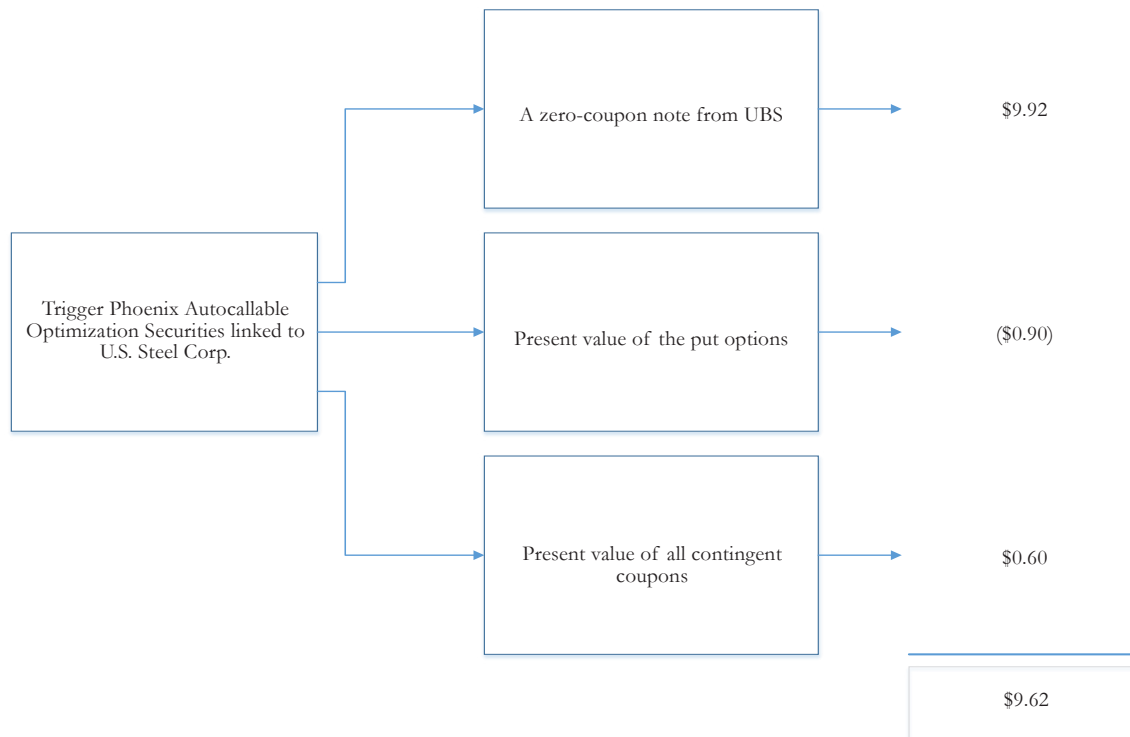 A zero-coupon note from UBS
$9.92
Trigger Phoenix Autocallable
Optimization Securities linked to
U.S. Steel Corp.
Present value of the put options
($0.90)
Present value of all contingent
coupons
$0.60
$9.62